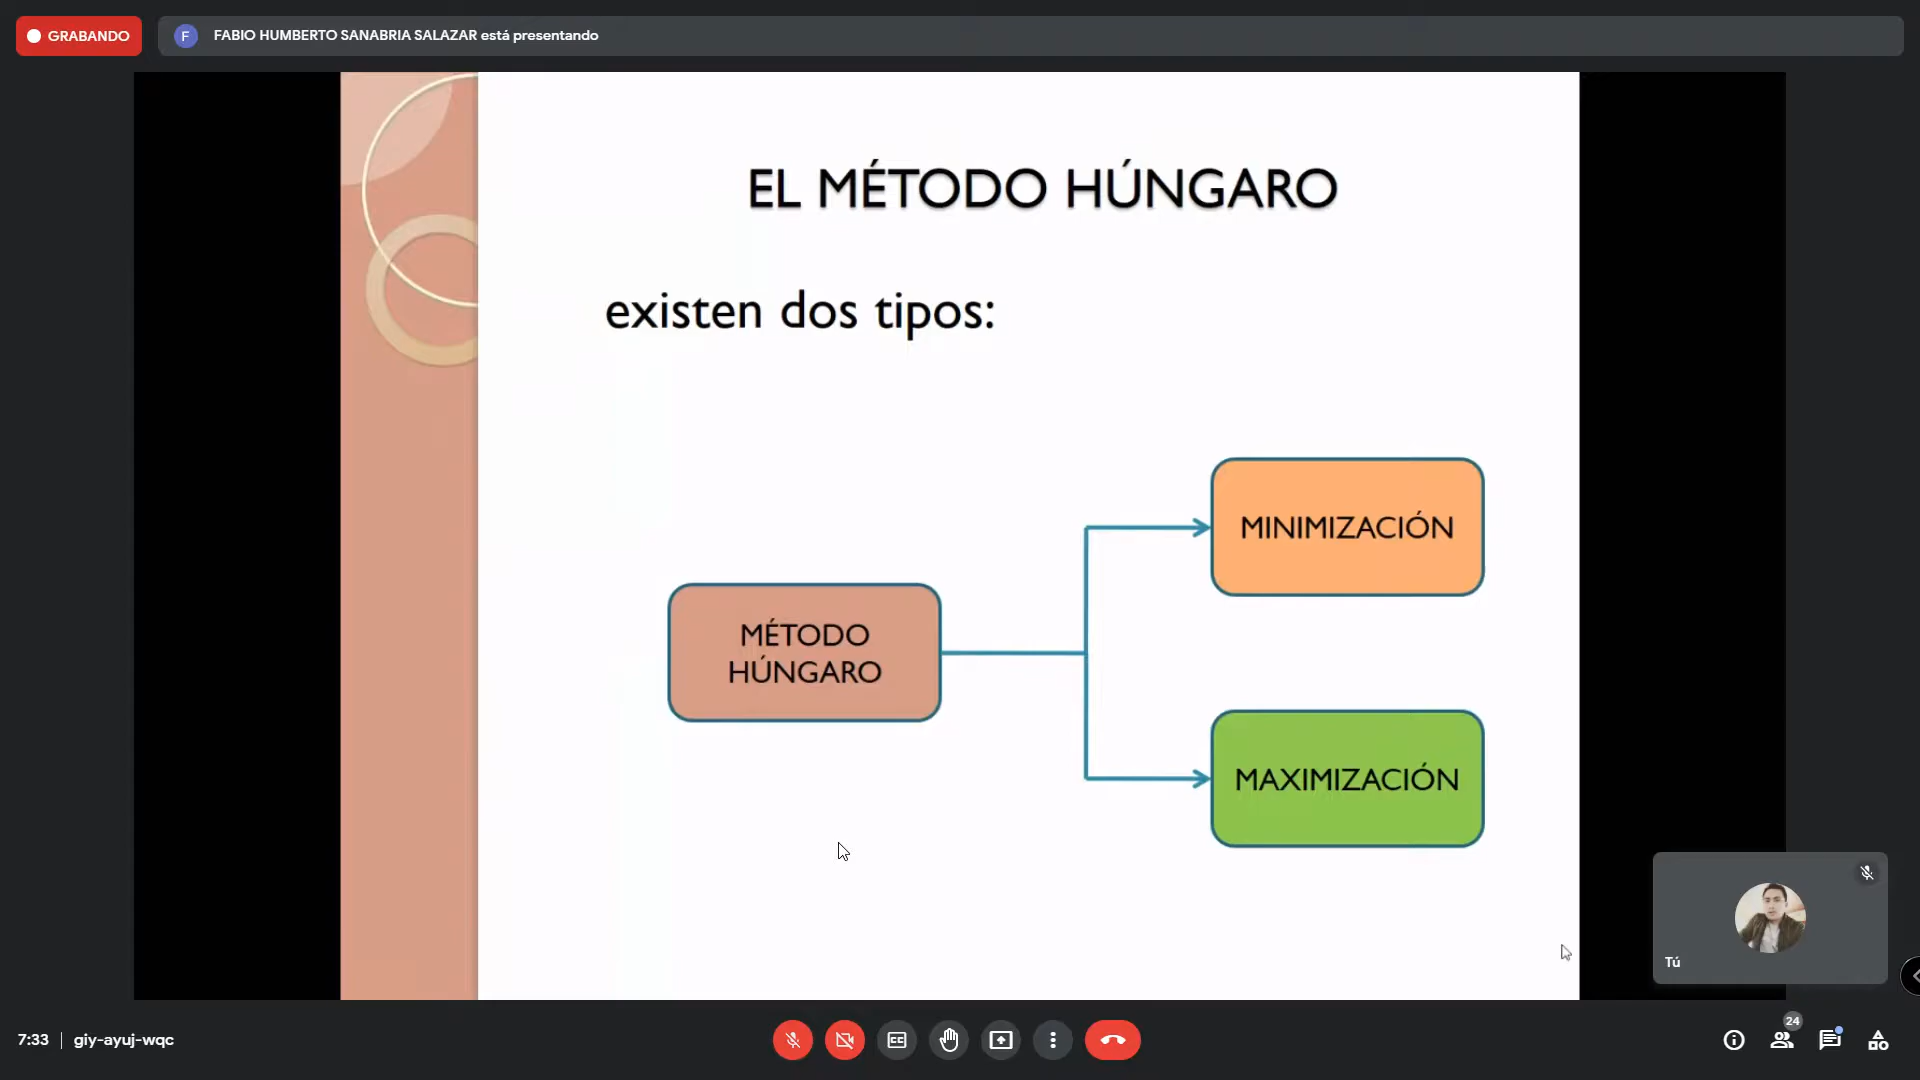 GRABANDO
F
FABIO HUMBERTO SANABRIA SALAZAR está presentando
EL MÉTODO HÚNGARO
existen dos tipos:
MINIMIZACIÓN
MÉTODO
HÚNGARO
MAXIMIZACIÓN
Tú
7:33
giy-ayuj-wqc
CC
24